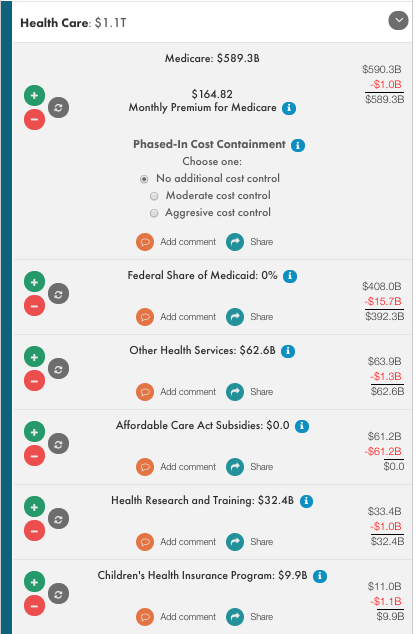 Health Care: $1.1T
Medicare: $589.3B
$590.3B
-$1.0B
$589.3B
$164.82
Monthly Premium for Medicare
Phased-In Cost Containment
Choose one:
No additional cost control
Moderate cost control
Aggresive cost control
Add comment Share
Federal Share of Medicaid: 0%
$408.0B
-$15.7B
$392.3B
Add comment Share
Other Health Services: $62.6B
$63.9B
-$1.3B
$62.6B
Add comment Share
Affordable Care Act Subsidies: $0.0
$61.2B
-$61.2B
$0.0
Add comment Share
Health Research and Training: $32.4B
$33.4B
-$1.0B
$32.4B
Add comment Share
Children's Health Insurance Program: $9.9B
$11.0B
-$1.1B
$9.9B
Add comment Share